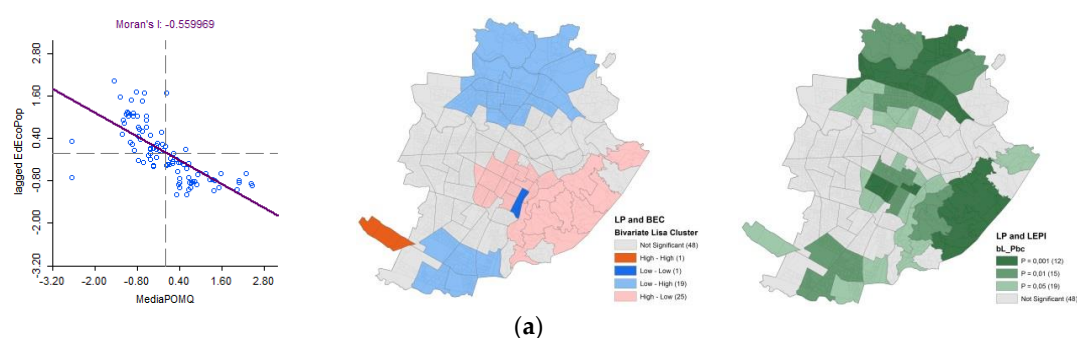 Moran's I: -0.559969
lagged EdEcoPop
2.80
1.60
0.40
-0.80
-2.00
-3.20
-3.20
-2.00
-0.80
0.40
1.60
2.80
MediaPOMQ
LP and BEC
Bivariate Lisa Cluster
Not Significant (48)
High - High (1)
Low - Low (1)
Low - High (19)
High - Low (25)
LP and LEPI
bL_Pbc
P = 0,001 (12)
P = 0,01 (15)
P = 0,05 (19)
Not Significant (48)
(a)